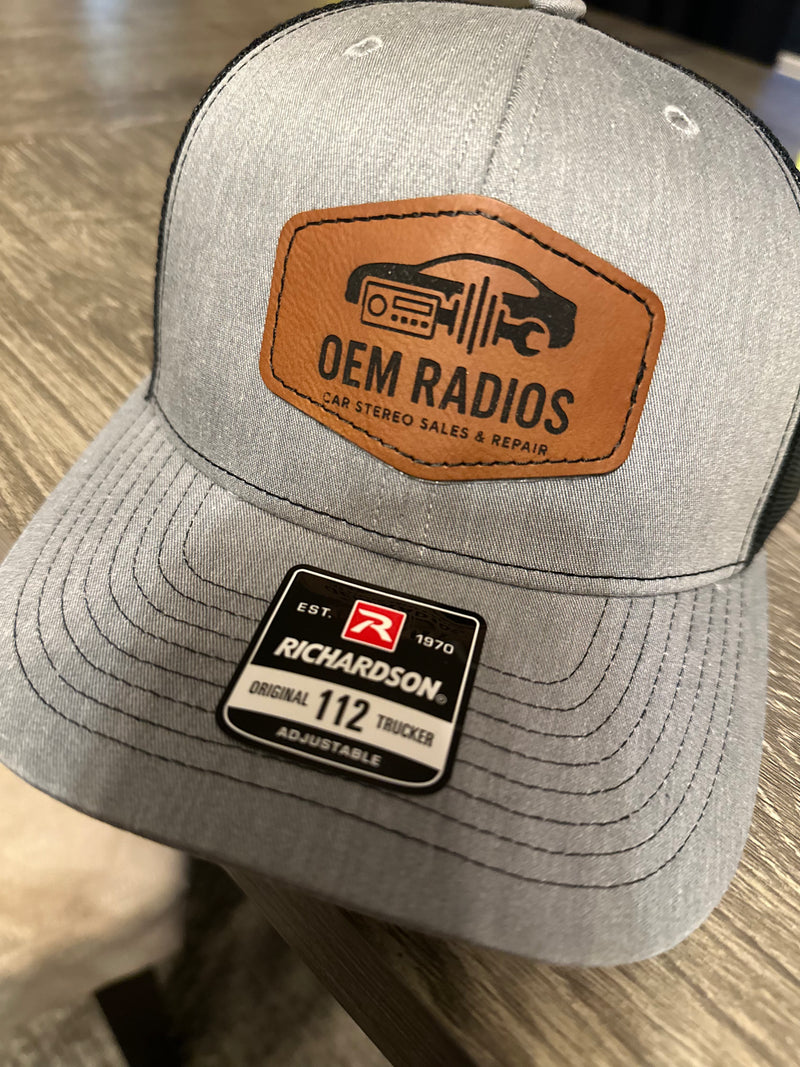 OEM RADIOS
CAR STEREO SALES & REPAIR
EST. R 1970
RICHARDSON®
ORIGINAL 112 TRUCKER
ADJUSTABLE